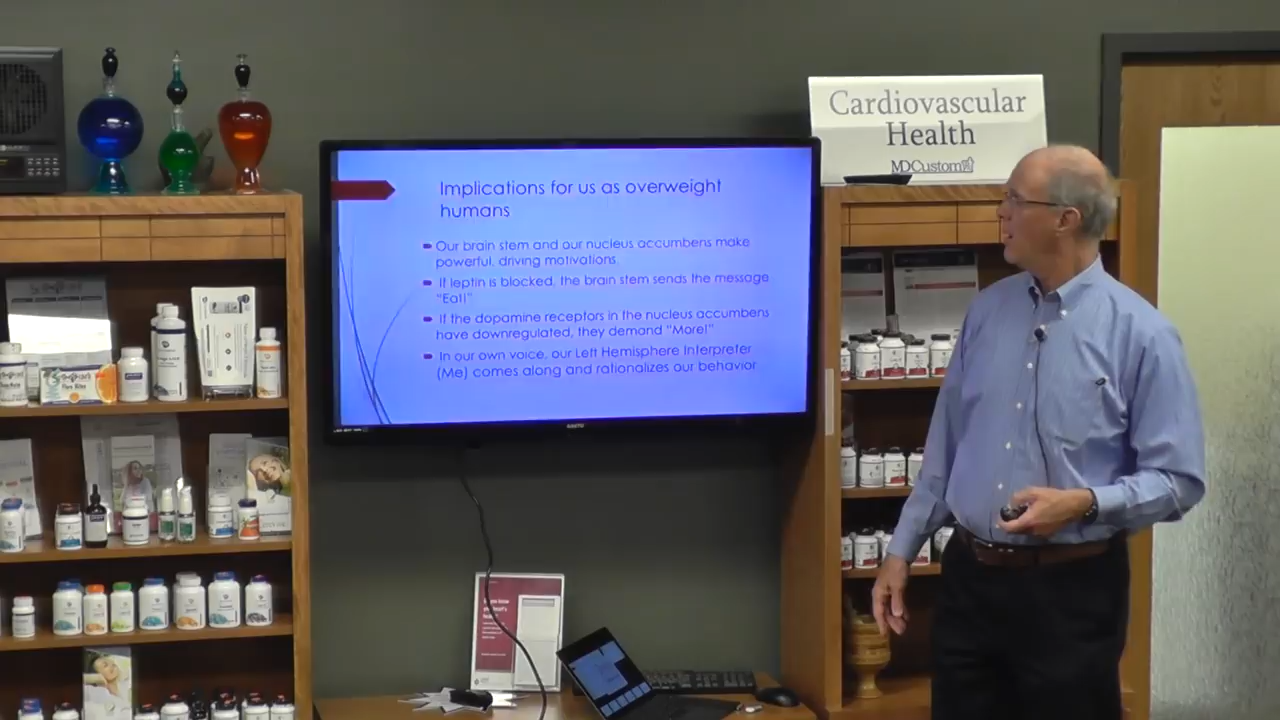 Cardiovascular
Health
MDCustomRx
Implications for us as overweight
humans
Our brain stem and our nucleus accumbens make
powerful, driving motivations.
If leptin is blocked, the brain stem sends the message
"Eat!"
If the dopamine receptors in the nucleus accumbens
have downregulated, they demand "More!"
In our own voice, our Left Hemisphere Interpreter
(Me) comes along and rationalizes our behavior